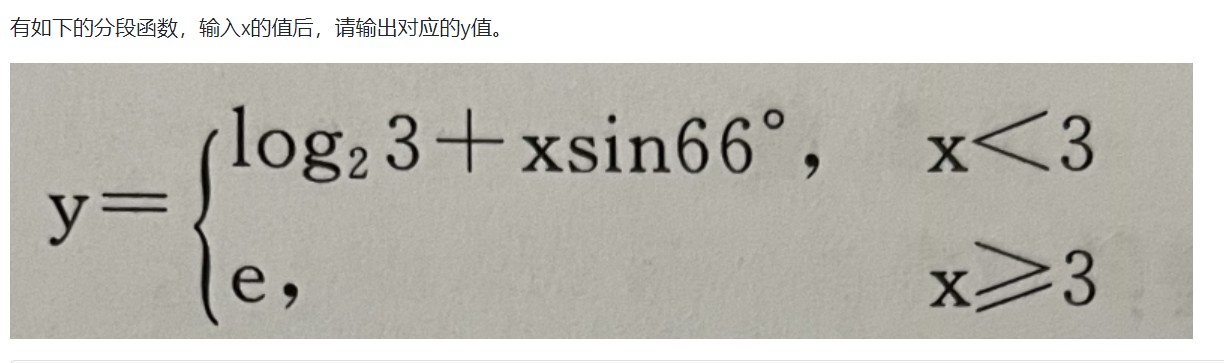 有如下的分段函数，输入x的值后，请输出对应的y值。
y={log₂3+xsin66°， x<3
e， x⩾3